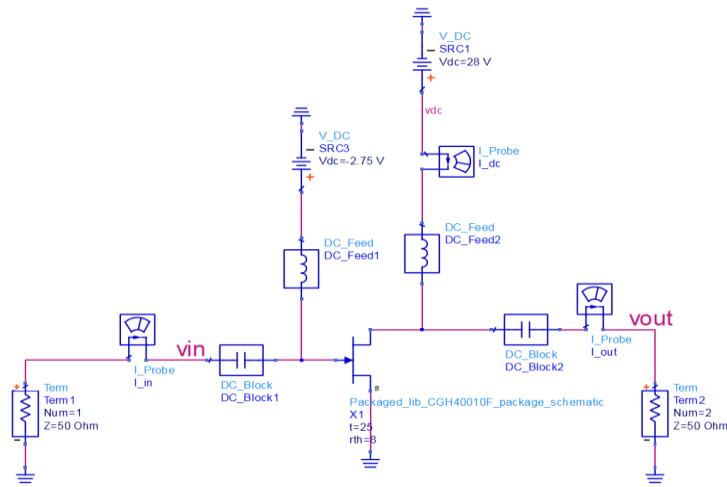 V_DC
SRC1
Vdc=28 V
vdc
I_Probe
I_dc
V_DC
SRC3
Vdc=-2.75 V
DC_Feed
DC_Feed2
DC_Feed
DC_Feed1
vin
vout
I_Probe
I_in
DC_Block
DC_Block1
DC_Block
DC_Block2
I_Probe
I_out
s
Packaged_lib_CGH40010F_package_schematic
X1
t=25
rth=8
Term
Term1
Num=1
Z=50 Ohm
Term
Term2
Num=2
Z=50 Ohm